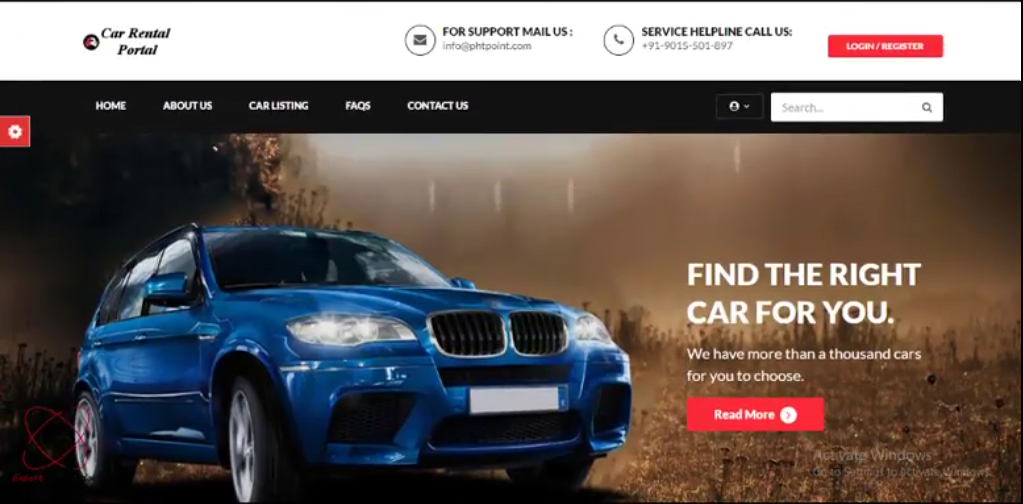 Car Rental
Portal
FOR SUPPORT MAIL US :
info@phtpoint.com
SERVICE HELPLINE CALL US:
+91-9015-501-897
LOGIN / REGISTER
HOME
ABOUT US
CAR LISTING
FAQS
CONTACT US
Search...
FIND THE RIGHT
CAR FOR YOU.
We have more than a thousand cars
for you to choose.
Read More
Activate Windows
Go to Settings to activate Windows.
Expert